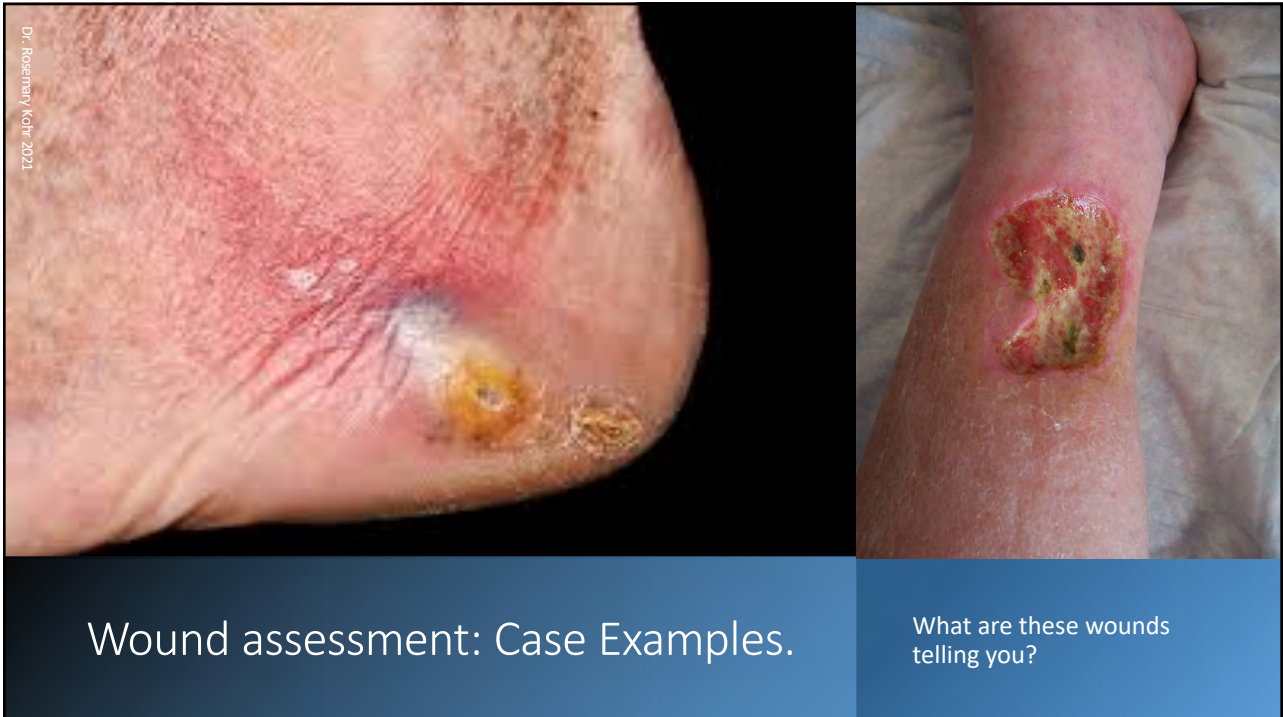 Dr. Rosemary Kohr 2021
Wound assessment: Case Examples.
What are these wounds
telling you?